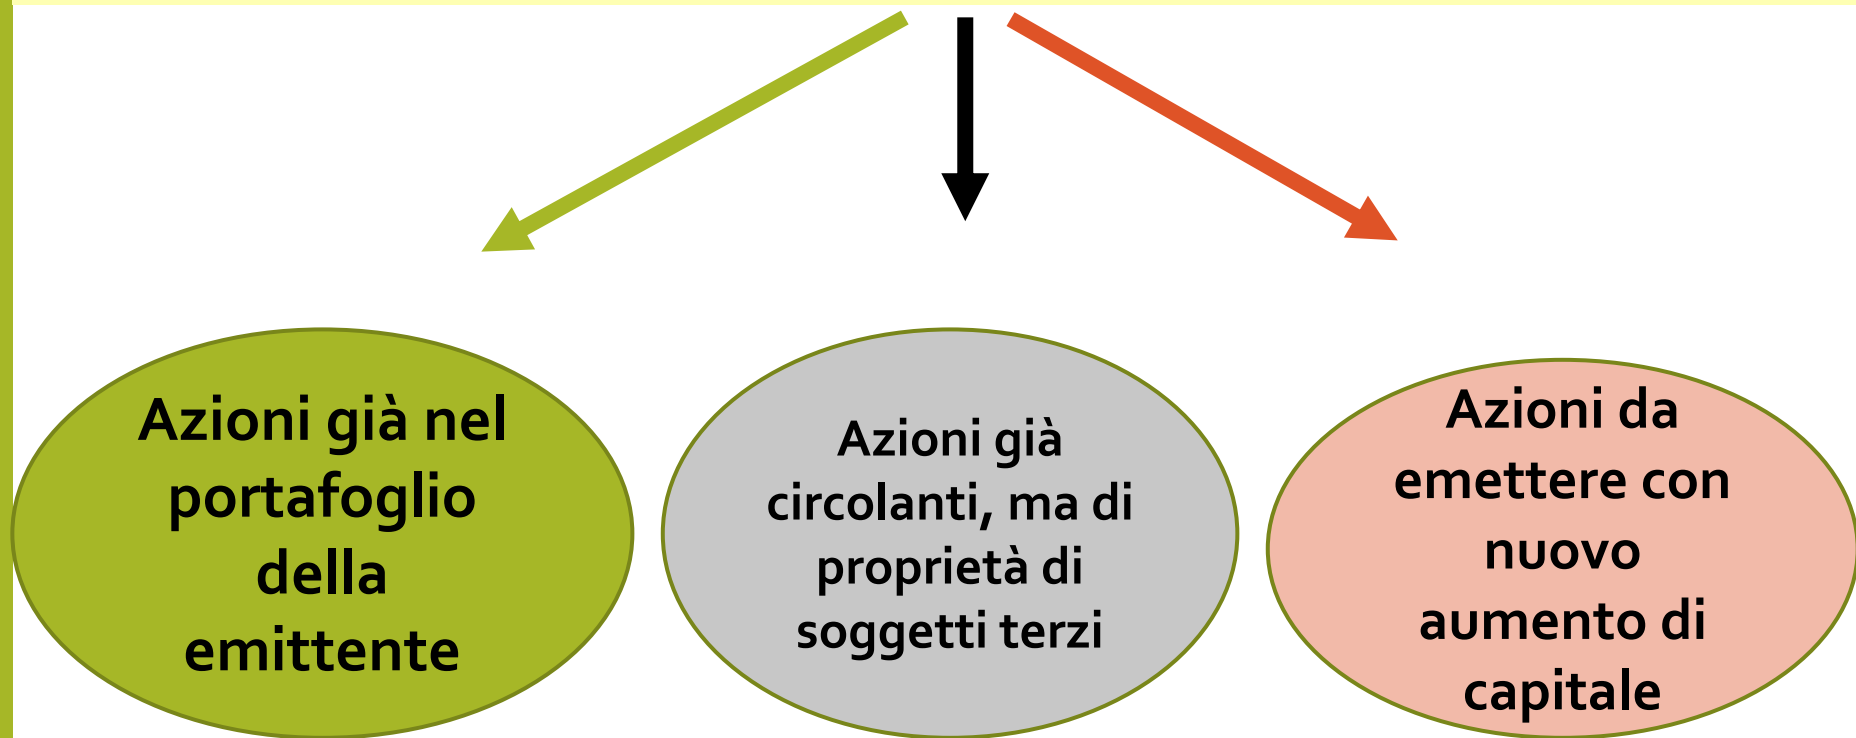 Azioni già nel
portafoglio
della
emittente
Azioni già
circolanti, ma di
proprietà di
soggetti terzi
Azioni da
emettere con
nuovo
aumento di
capitale